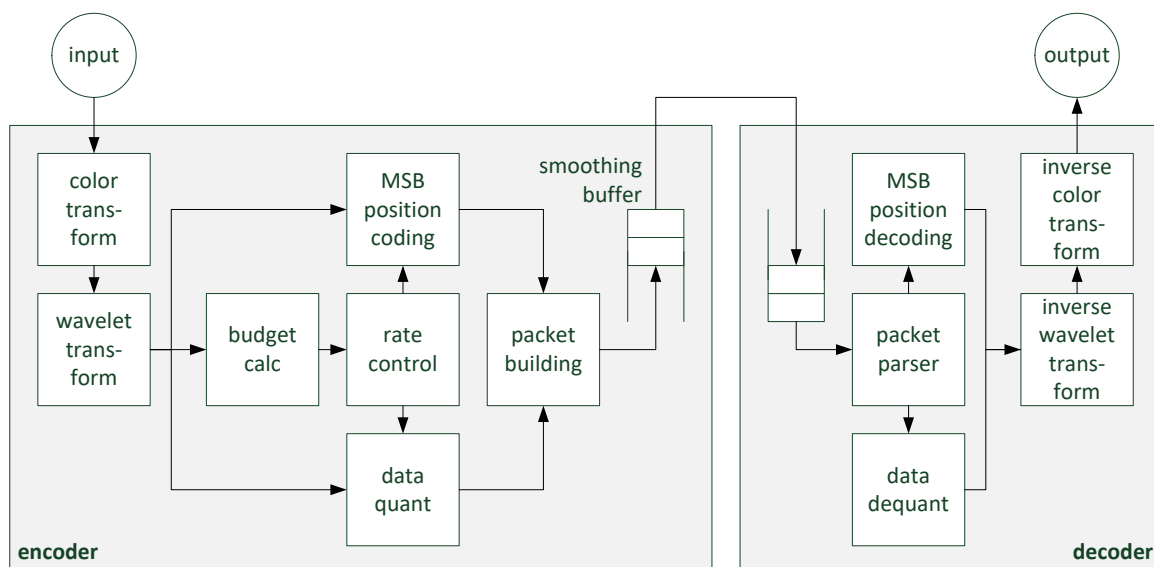 input
output
color
trans-
form
MSB
position
coding
smoothing
buffer
MSB
position
decoding
inverse
color
trans-
form
wavelet
trans-
form
budget
calc
rate
control
packet
building
packet
parser
inverse
wavelet
trans-
form
data
quant
data
dequant
encoder
decoder